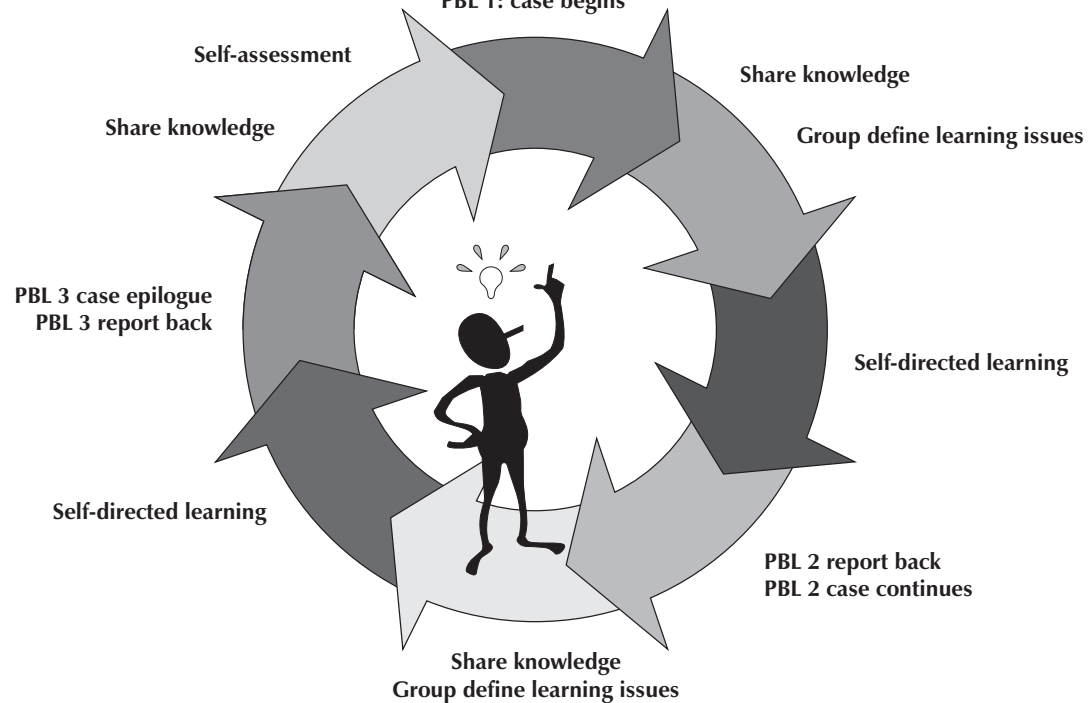 PBL 1: case begins
Share knowledge
Group define learning issues
Self-directed learning
PBL 2 report back
PBL 2 case continues
Share knowledge
Group define learning issues
Self-directed learning
PBL 3 case epilogue
PBL 3 report back
Share knowledge
Self-assessment